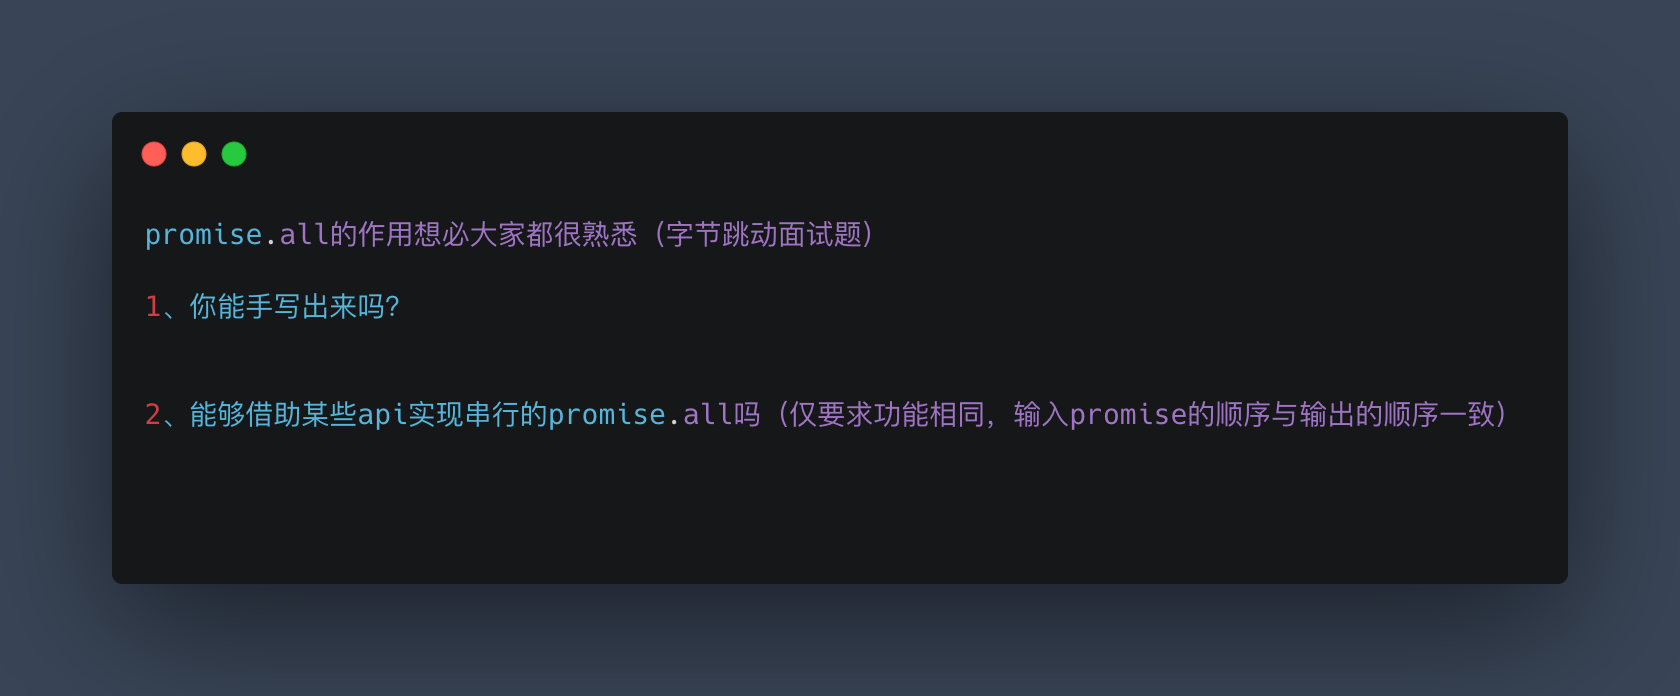 promise.all的作用想必大家都很熟悉（字节跳动面试题）
1、你能手写出来吗？
2、能够借助某些api实现串行的promise.all吗（仅要求功能相同，输入promise的顺序与输出的顺序一致）